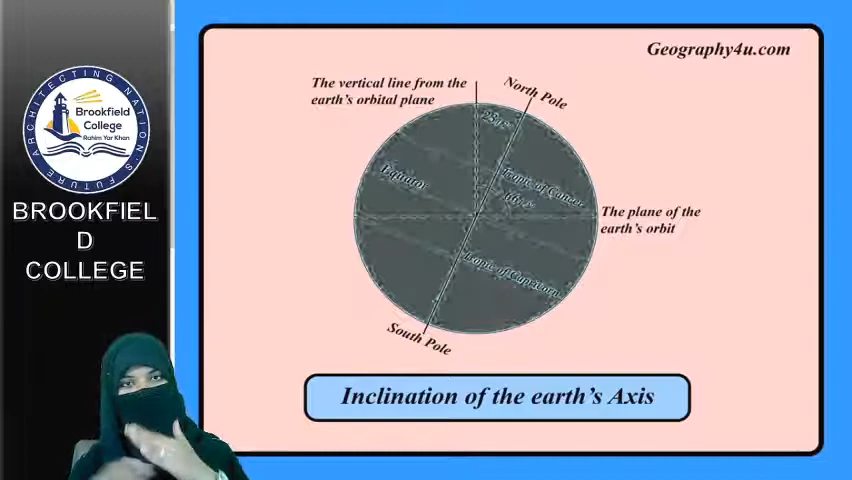 Geography4u.com
The vertical line from the
earth's orbital plane
North Pole
Equator
Tropic of Cancer
The plane of the
earth's orbit
Tropic of Capricorn
South Pole
Inclination of the earth's Axis
ARCHITECTING NATION'S FUTURE
Brookfield
College
Rahim Yar Khan
BROOKFIEL
D
COLLEGE